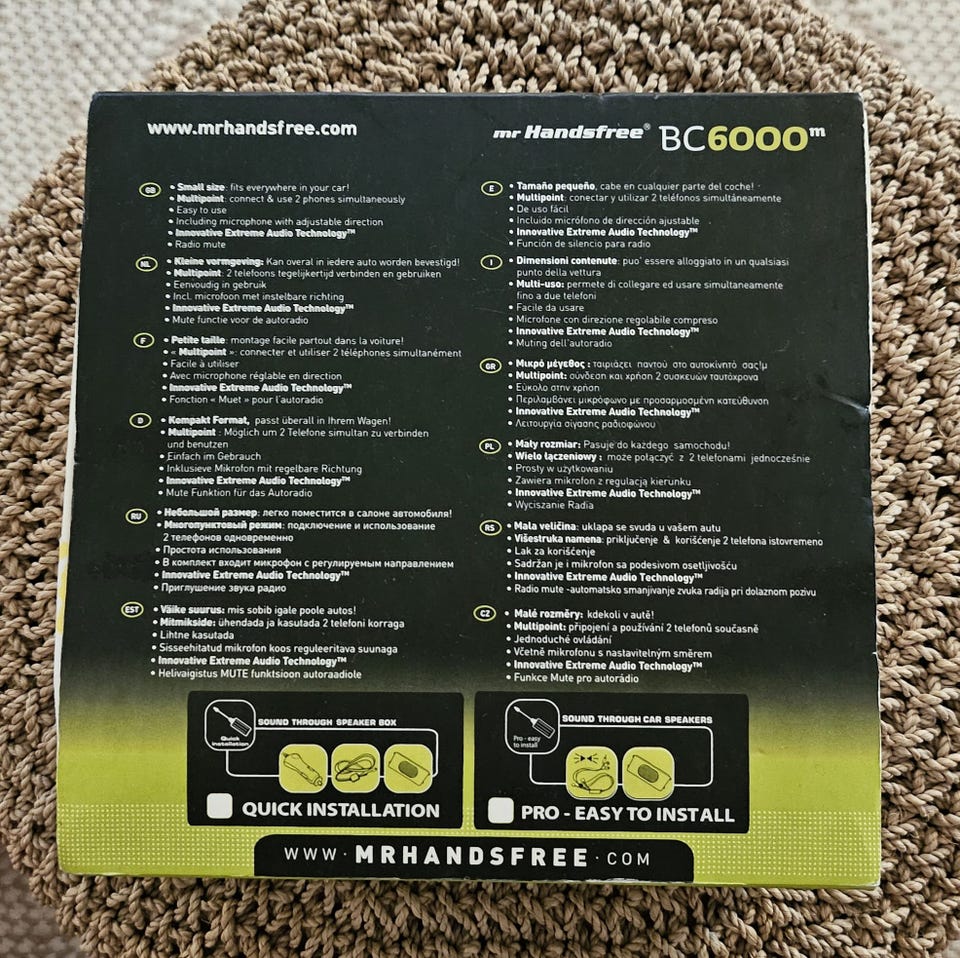 www.mrhandsfree.com
mr Handsfree® BC6000m
GB
• Small size: fits everywhere in your car!
• Multipoint: connect & use 2 phones simultaneously
• Easy to use
• Including microphone with adjustable direction
• Innovative Extreme Audio Technology™
• Radio mute
NL
• Kleine vormgeving: Kan overal in iedere auto worden bevestigd!
• Multipoint: 2 telefoons tegelijkertijd verbinden en gebruiken
• Eenvoudig in gebruik
• Incl. microfoon met instelbare richting
• Innovative Extreme Audio Technology™
• Mute functie voor de autoradio
F
• Petite taille: montage facile partout dans la voiture!
• « Multipoint »: connecter et utiliser 2 téléphones simultanément
• Facile à utiliser
• Avec microphone réglable en direction
• Innovative Extreme Audio Technology™
• Fonction « Muet » pour l'autoradio
D
• Kompakt Format, passt überall in Ihrem Wagen!
• Multipoint : Möglich um 2 Telefone simultan zu verbinden
und benutzen
• Einfach im Gebrauch
• Inklusieve Mikrofon mit regelbare Richtung
• Innovative Extreme Audio Technology™
• Mute Funktion für das Autoradio
RU
• Небольшой размер: легко поместится в салоне автомобиля!
• Многопунктовый режим: подключение и использование
2 телефонов одновременно
• Простота использования
• В комплект входит микрофон с регулируемым направлением
• Innovative Extreme Audio Technology™
• Приглушение звука радио
EST
• Väike suurus: mis sobib igale poole autos!
• Mitmikside: ühendada ja kasutada 2 telefoni korraga
• Lihtne kasutada
• Sisseehitatud mikrofon koos reguleeritava suunaga
• Innovative Extreme Audio Technology™
• Helivaigistus MUTE funktsioon autoraadiole
E
• Tamaño pequeño, cabe en cualquier parte del coche!
• Multipoint: conectar y utilizar 2 teléfonos simultáneamente
• De uso fácil
• Incluido micrófono de dirección ajustable
• Innovative Extreme Audio Technology™
• Función de silencio para radio
I
• Dimensioni contenute: puo' essere alloggiato in un qualsiasi
punto della vettura
• Multi-uso: permete di collegare ed usare simultaneamente
fino a due telefoni
• Facile da usare
• Microfone con direzione regolabile compreso
• Innovative Extreme Audio Technology™
• Muting dell'autoradio
GR
• Μικρό μέγεθος : ταιριάζει παντού στο αυτοκίνητό σας!μ
• Multipoint: σύνδεση και χρήση 2 συσκευών ταυτόχρονα
• Εύκολο στην χρήση
• Περιλαμβάνει μικρόφωνο με προσαρμοσμένη κατεύθυνση
• Innovative Extreme Audio Technology™
• Λειτουργία σίγασης ραδιοφώνου
PL
• Mały rozmiar: Pasuje do każdego samochodu!
• Wielo łączeniowy : może połączyć z 2 telefonami jednocześnie
• Prosty w użytkowaniu
• Zawiera mikrofon z regulacją kierunku
• Innovative Extreme Audio Technology™
• Wyciszanie Radia
RS
• Mala veličina: uklapa se svuda u vašem autu
• Višestruka namena: priključenje & korišćenje 2 telefona istovremeno
• Lak za korišćenje
• Sadržan je i mikrofon sa podesivom osetljivošću
• Innovative Extreme Audio Technology™
• Radio mute -automatsko smanjivanje zvuka radija pri dolaznom pozivu
CZ
• Malé rozměry: kdekoli v autě!
• Multipoint: připojení a používání 2 telefonů současně
• Jednoduché ovládání
• Včetně mikrofonu s nastavitelným směrem
• Innovative Extreme Audio Technology™
• Funkce Mute pro autorádio
Quick
installation
SOUND THROUGH SPEAKER BOX
QUICK INSTALLATION
Pro - easy
to install
SOUND THROUGH CAR SPEAKERS
PRO - EASY TO INSTALL
WWW · MRHANDSFREE · COM